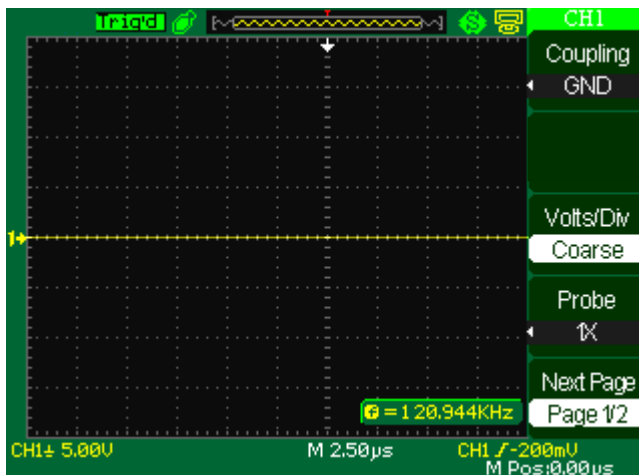 Trig'd CH1
Coupling
GND
Volts/Div
Coarse
Probe
1X
Next Page
Page 1/2
1
f=120.944KHz
CH1 5.00V M 2.50μs CH1 -200mV
M Pos:0.00μs